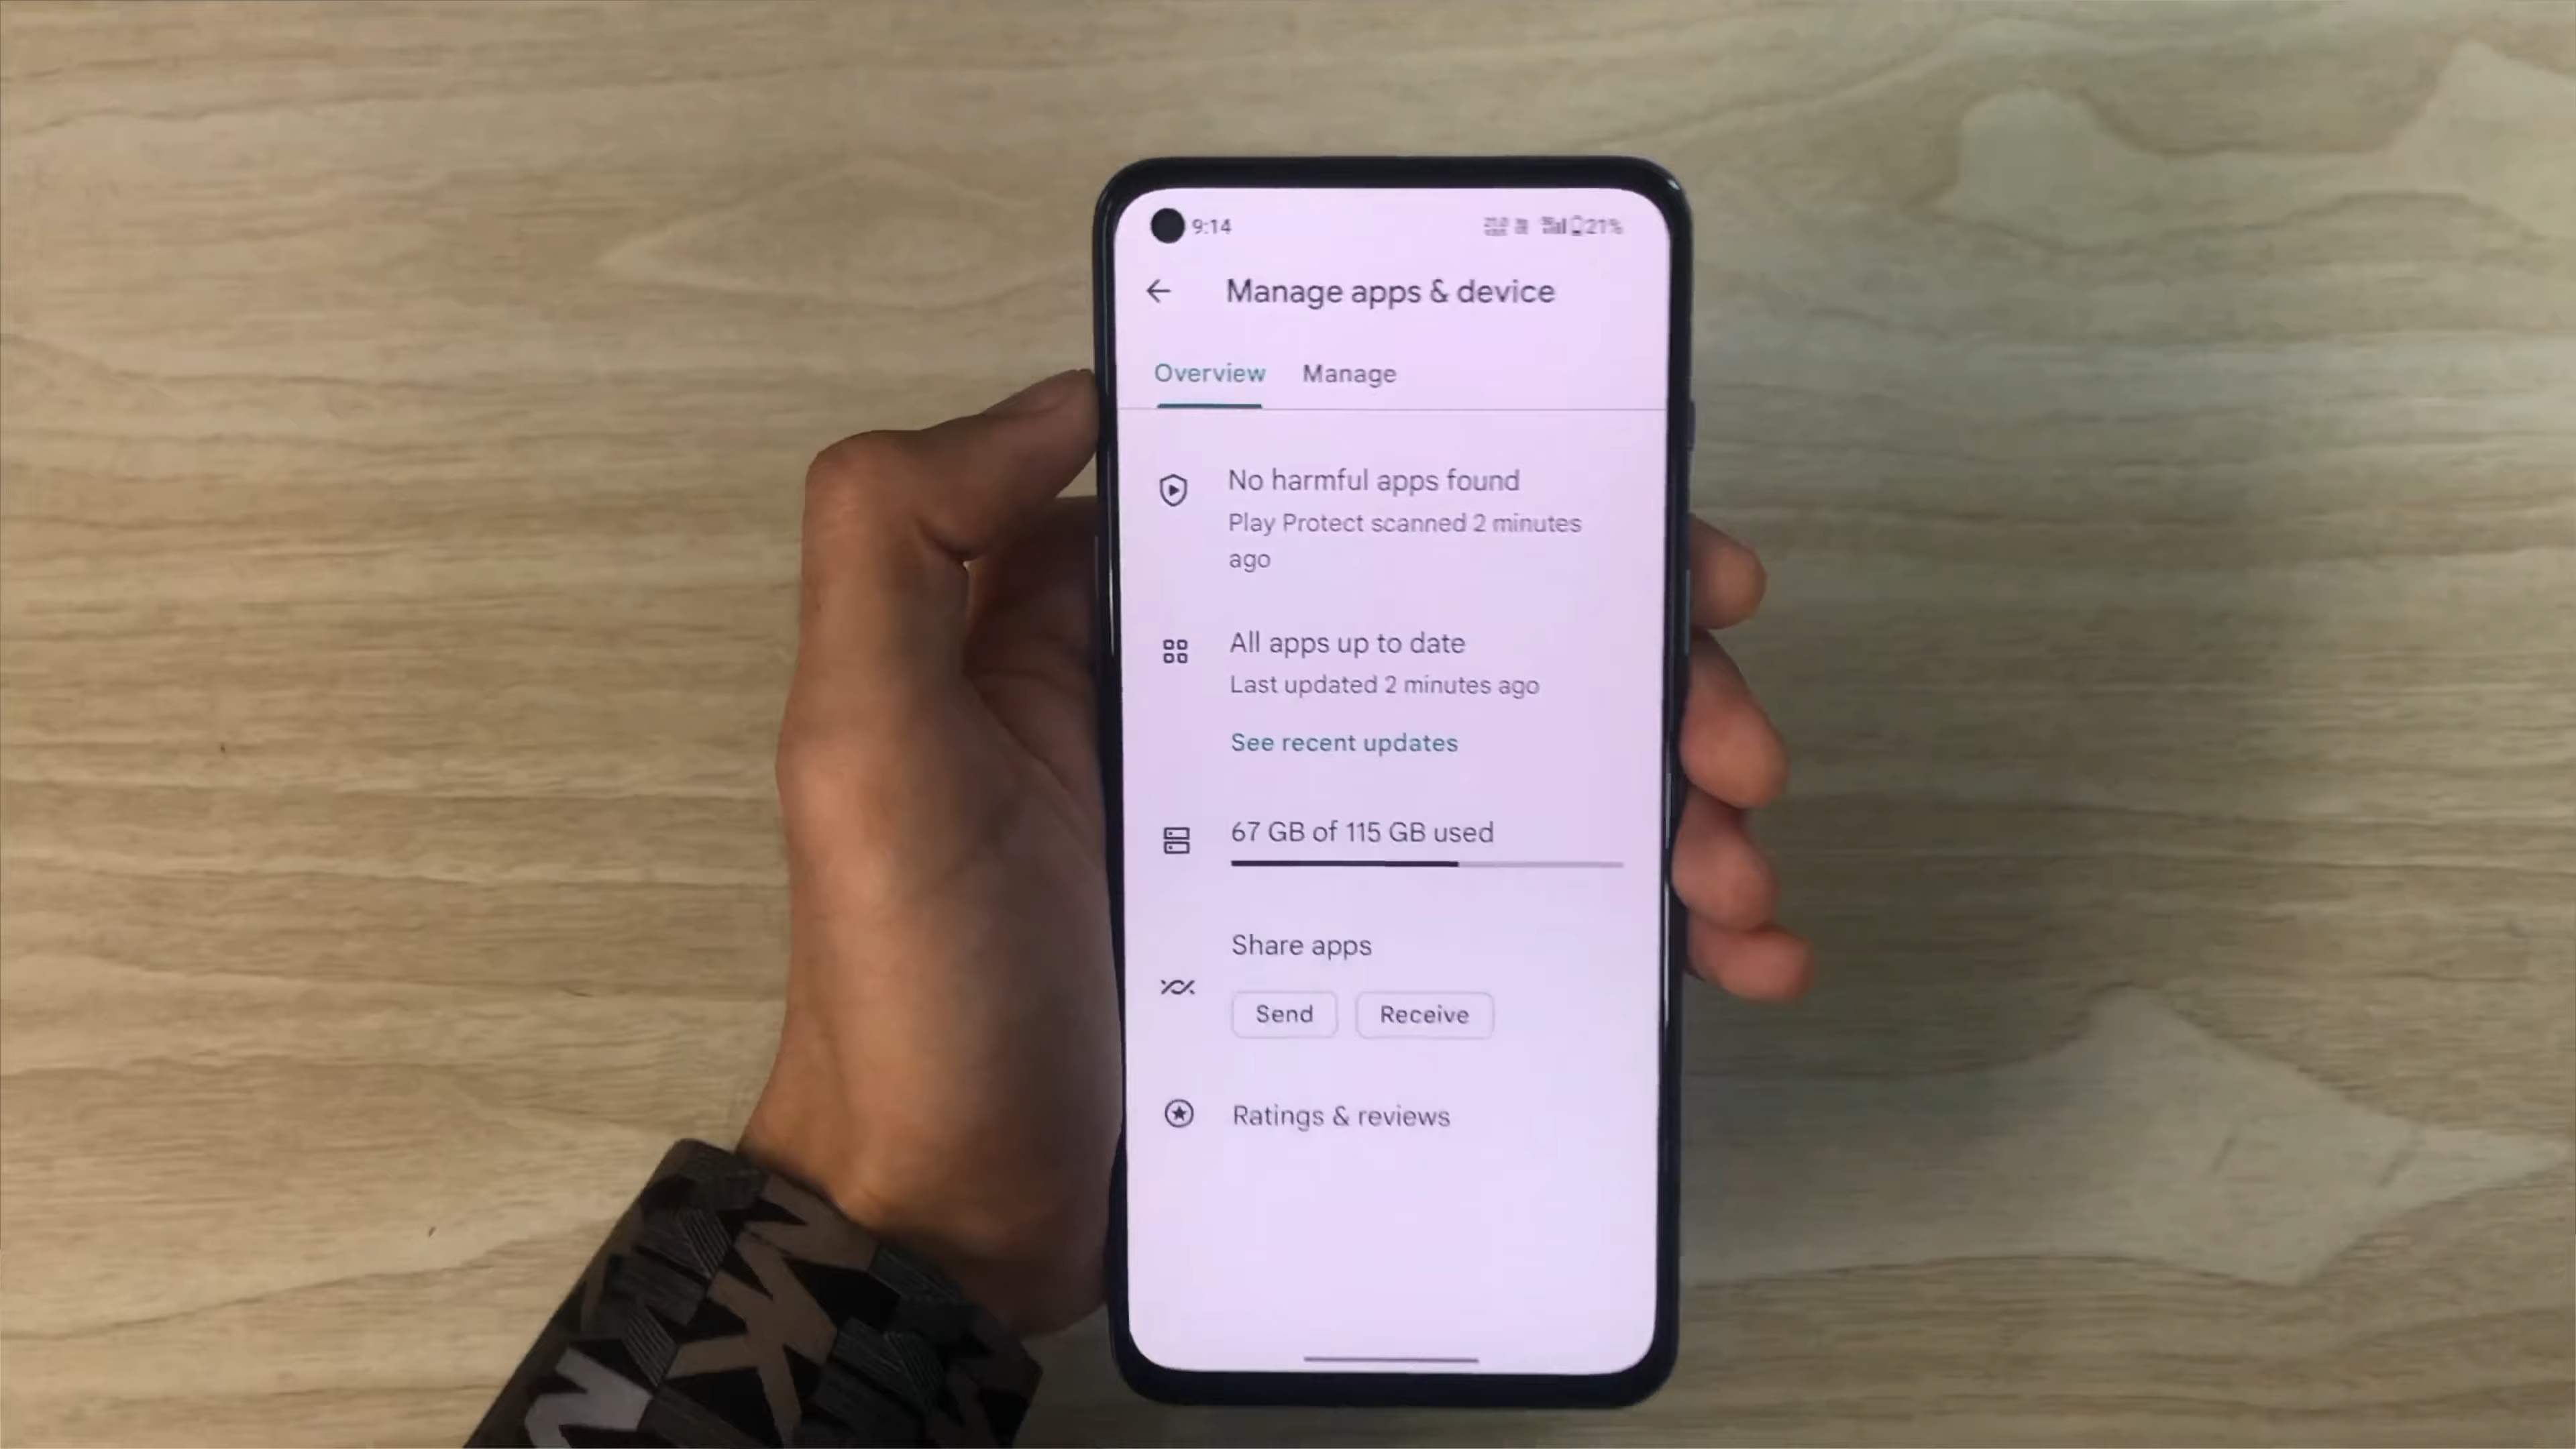 9:14 21%
Manage apps & device
Overview Manage
No harmful apps found
Play Protect scanned 2 minutes
ago
All apps up to date
Last updated 2 minutes ago
See recent updates
67 GB of 115 GB used
Share apps
Send Receive
Ratings & reviews